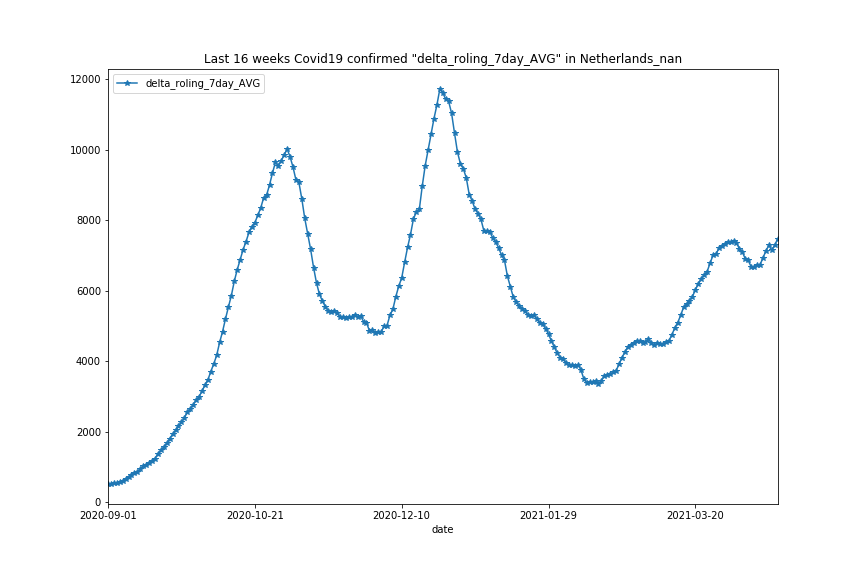 Last 16 weeks Covid19 confirmed "delta_roling_7day_AVG" in Netherlands_nan
delta_roling_7day_AVG
12000
10000
8000
6000
4000
2000
0
2020-09-01 2020-10-21 2020-12-10 2021-01-29 2021-03-20
date